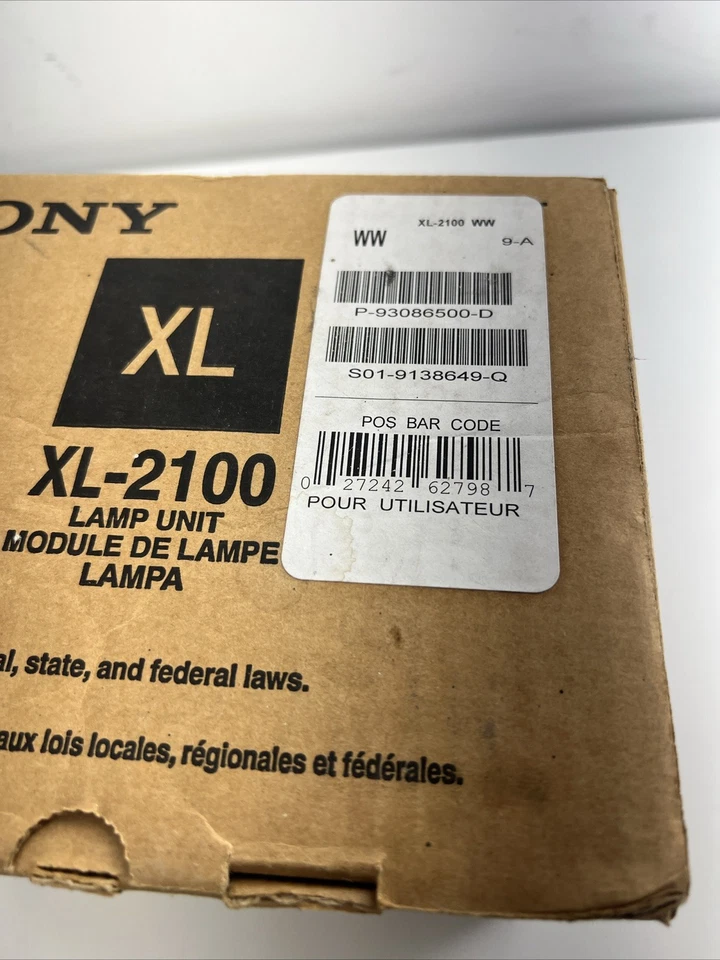 ONY
XL
XL-2100
LAMP UNIT
MODULE DE LAMPE
LAMPA
al, state, and federal laws.
aux lois locales, régionales et fédérales.
XL-2100 WW
WW
9-A
P-93086500-D
S01-9138649-Q
POS BAR CODE
0 27242 62798 7
POUR UTILISATEUR